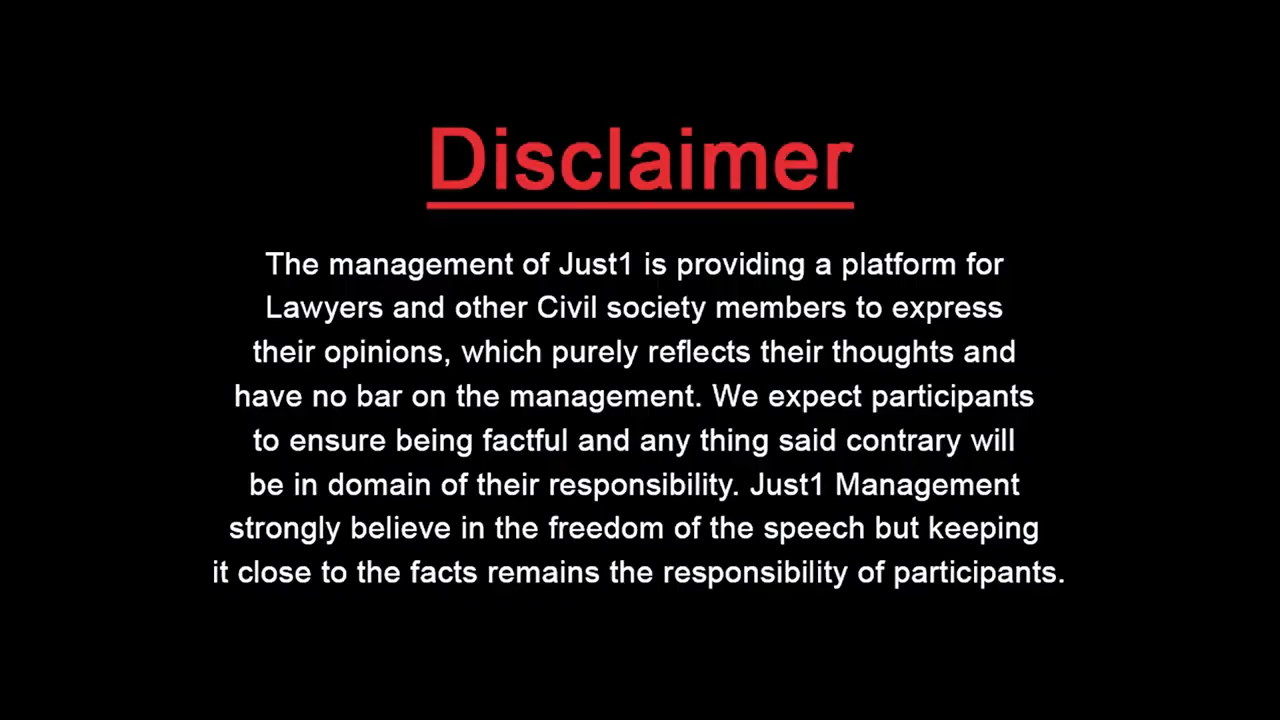 Disclaimer
The management of Just1 is providing a platform for
Lawyers and other Civil society members to express
their opinions, which purely reflects their thoughts and
have no bar on the management. We expect participants
to ensure being factful and any thing said contrary will
be in domain of their responsibility. Just1 Management
strongly believe in the freedom of the speech but keeping
it close to the facts remains the responsibility of participants.